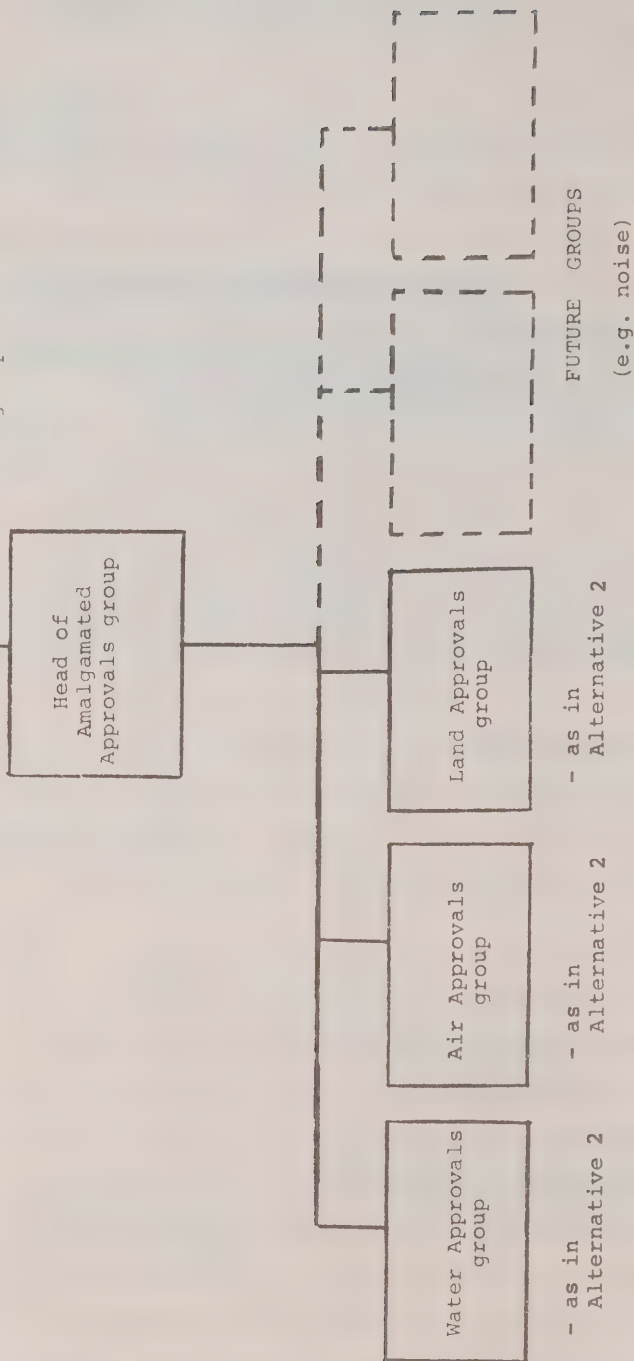 Head of
Amalgamated
Approvals group
Water Approvals
group
Air Approvals
group
Land Approvals
group
- as in
Alternative 2
- as in
Alternative 2
- as in
Alternative 2
FUTURE GROUPS
(e.g. noise)